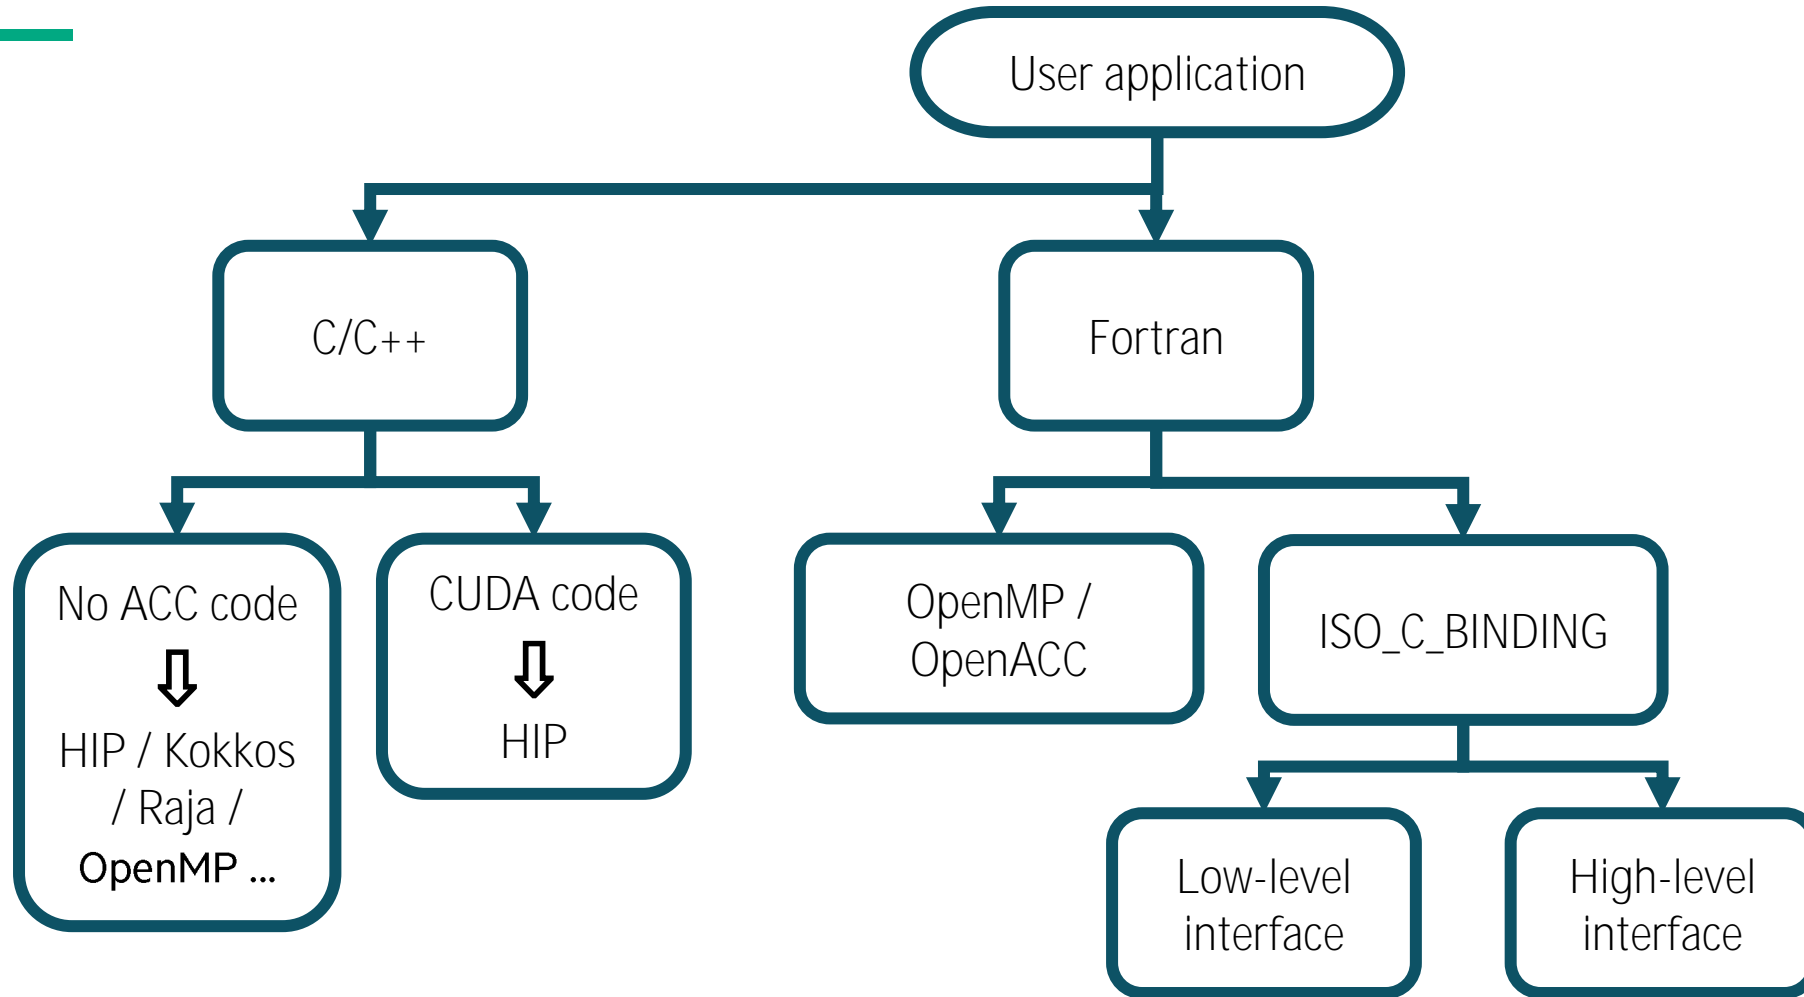 User application
C/C++
Fortran
No ACC code
HIP / Kokkos
/ Raja /
OpenMP ...
CUDA code
HIP
OpenMP /
OpenACC
ISO_C_BINDING
Low-level
interface
High-level
interface